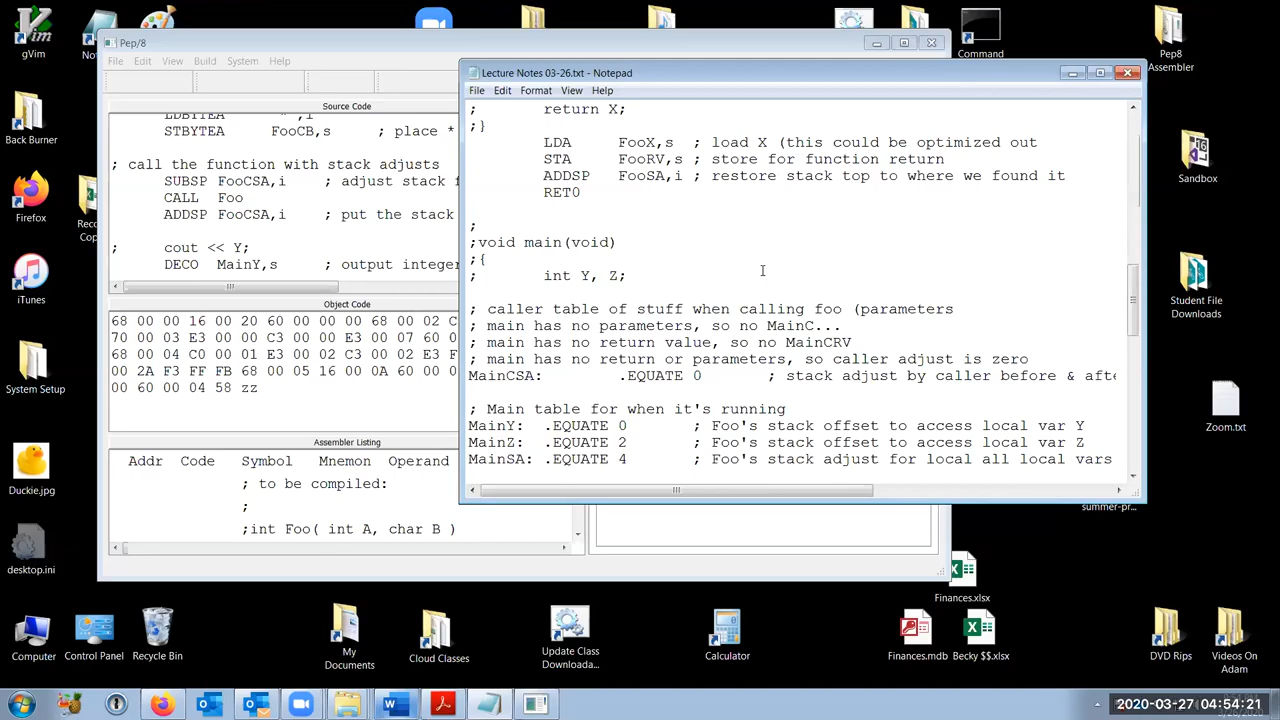 gVim
Not
Command
Pep8
Assembler
Pep/8
File Edit View Build System Help
Source Code
LDBYTEA
STBYTEA FooCB,s ; place *
; call the function with stack adjusts
SUBSP FooCSA,i ; adjust stack f
CALL Foo
ADDSP FooCSA,i ; put the stack
; cout << Y;
DECO MainY,s ; output integer
Object Code
68 00 00 16 00 20 60 00 00 00 68 00 02 C
70 00 03 E3 00 00 C3 00 00 E3 00 07 69 0
68 00 04 C0 00 01 E3 00 02 C3 00 02 E3 F
00 2A F3 FF FB 68 00 05 16 00 0A 60 00 0
00 60 00 04 58 zz
Assembler Listing
Addr Code Symbol Mnemon Operand
; to be compiled:
;
;int Foo( int A, char B )
Lecture Notes 03-26.txt - Notepad
File Edit Format View Help
; return X;
;}
LDA FooX,s ; load X (this could be optimized out
STA FooRV,s ; store for function return
ADDSP FooSA,i ; restore stack top to where we found it
RET0
;
;void main(void)
;{
; int Y, Z;
; caller table of stuff when calling foo (parameters
; main has no parameters, so no MainC...
; main has no return value, so no MainCRV
; main has no return or parameters, so caller adjust is zero
MainCSA: .EQUATE 0 ; stack adjust by caller before & afte
; Main table for when it's running
MainY: .EQUATE 0 ; Foo's stack offset to access local var Y
MainZ: .EQUATE 2 ; Foo's stack offset to access local var Z
MainSA: .EQUATE 4 ; Foo's stack adjust for local all local vars
Back Burner
Firefox
Reco
Cop
iTunes
System Setup
Duckie.jpg
desktop.ini
Sandbox
Student File
Downloads
Zoom.txt
summer-pr...
Finances.xlsx
Computer
Control Panel
Recycle Bin
My
Documents
Cloud Classes
Update Class
Downloada...
Calculator
Finances.mdb
Becky $$.xlsx
DVD Rips
Videos On
Adam
2020-03-27 04:54:21